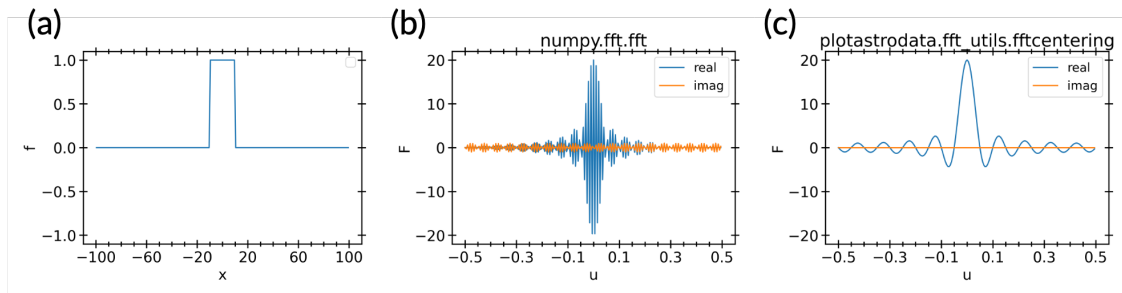 (a)
1.0
0.5
0.0
−0.5
−1.0
f
−100 −60 −20 20 60 100
x
(b)
numpy.fft.fft
real
imag
20
10
0
−10
−20
F
−0.5 −0.3 −0.1 0.1 0.3 0.5
u
(c)
plotastrodata.fft_utils.fftcentering
real
imag
20
10
0
−10
−20
F
−0.5 −0.3 −0.1 0.1 0.3 0.5
u